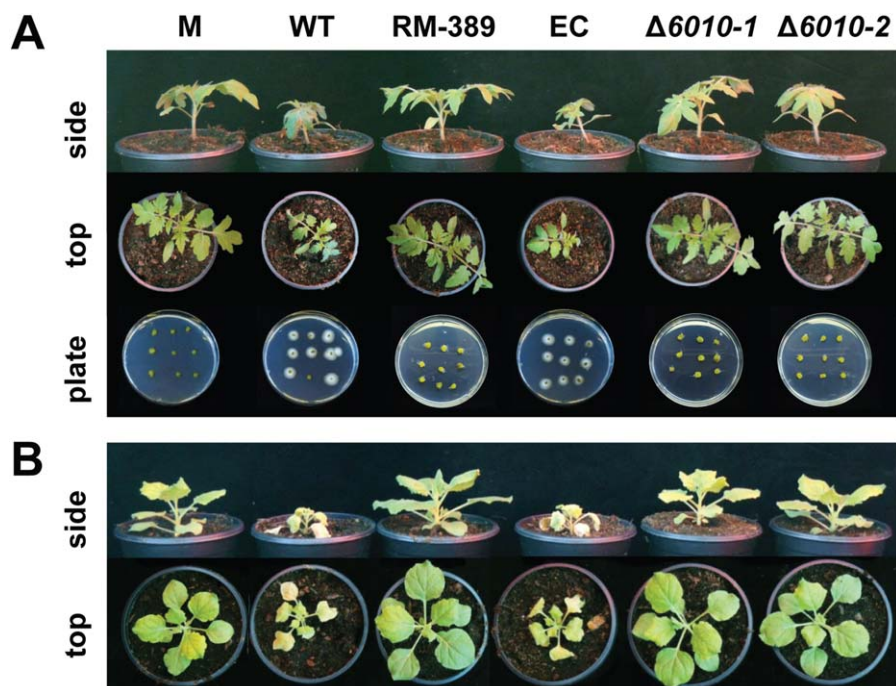 M WT RM-389 EC Δ6010-1 Δ6010-2
A
side
top
plate
B
side
top